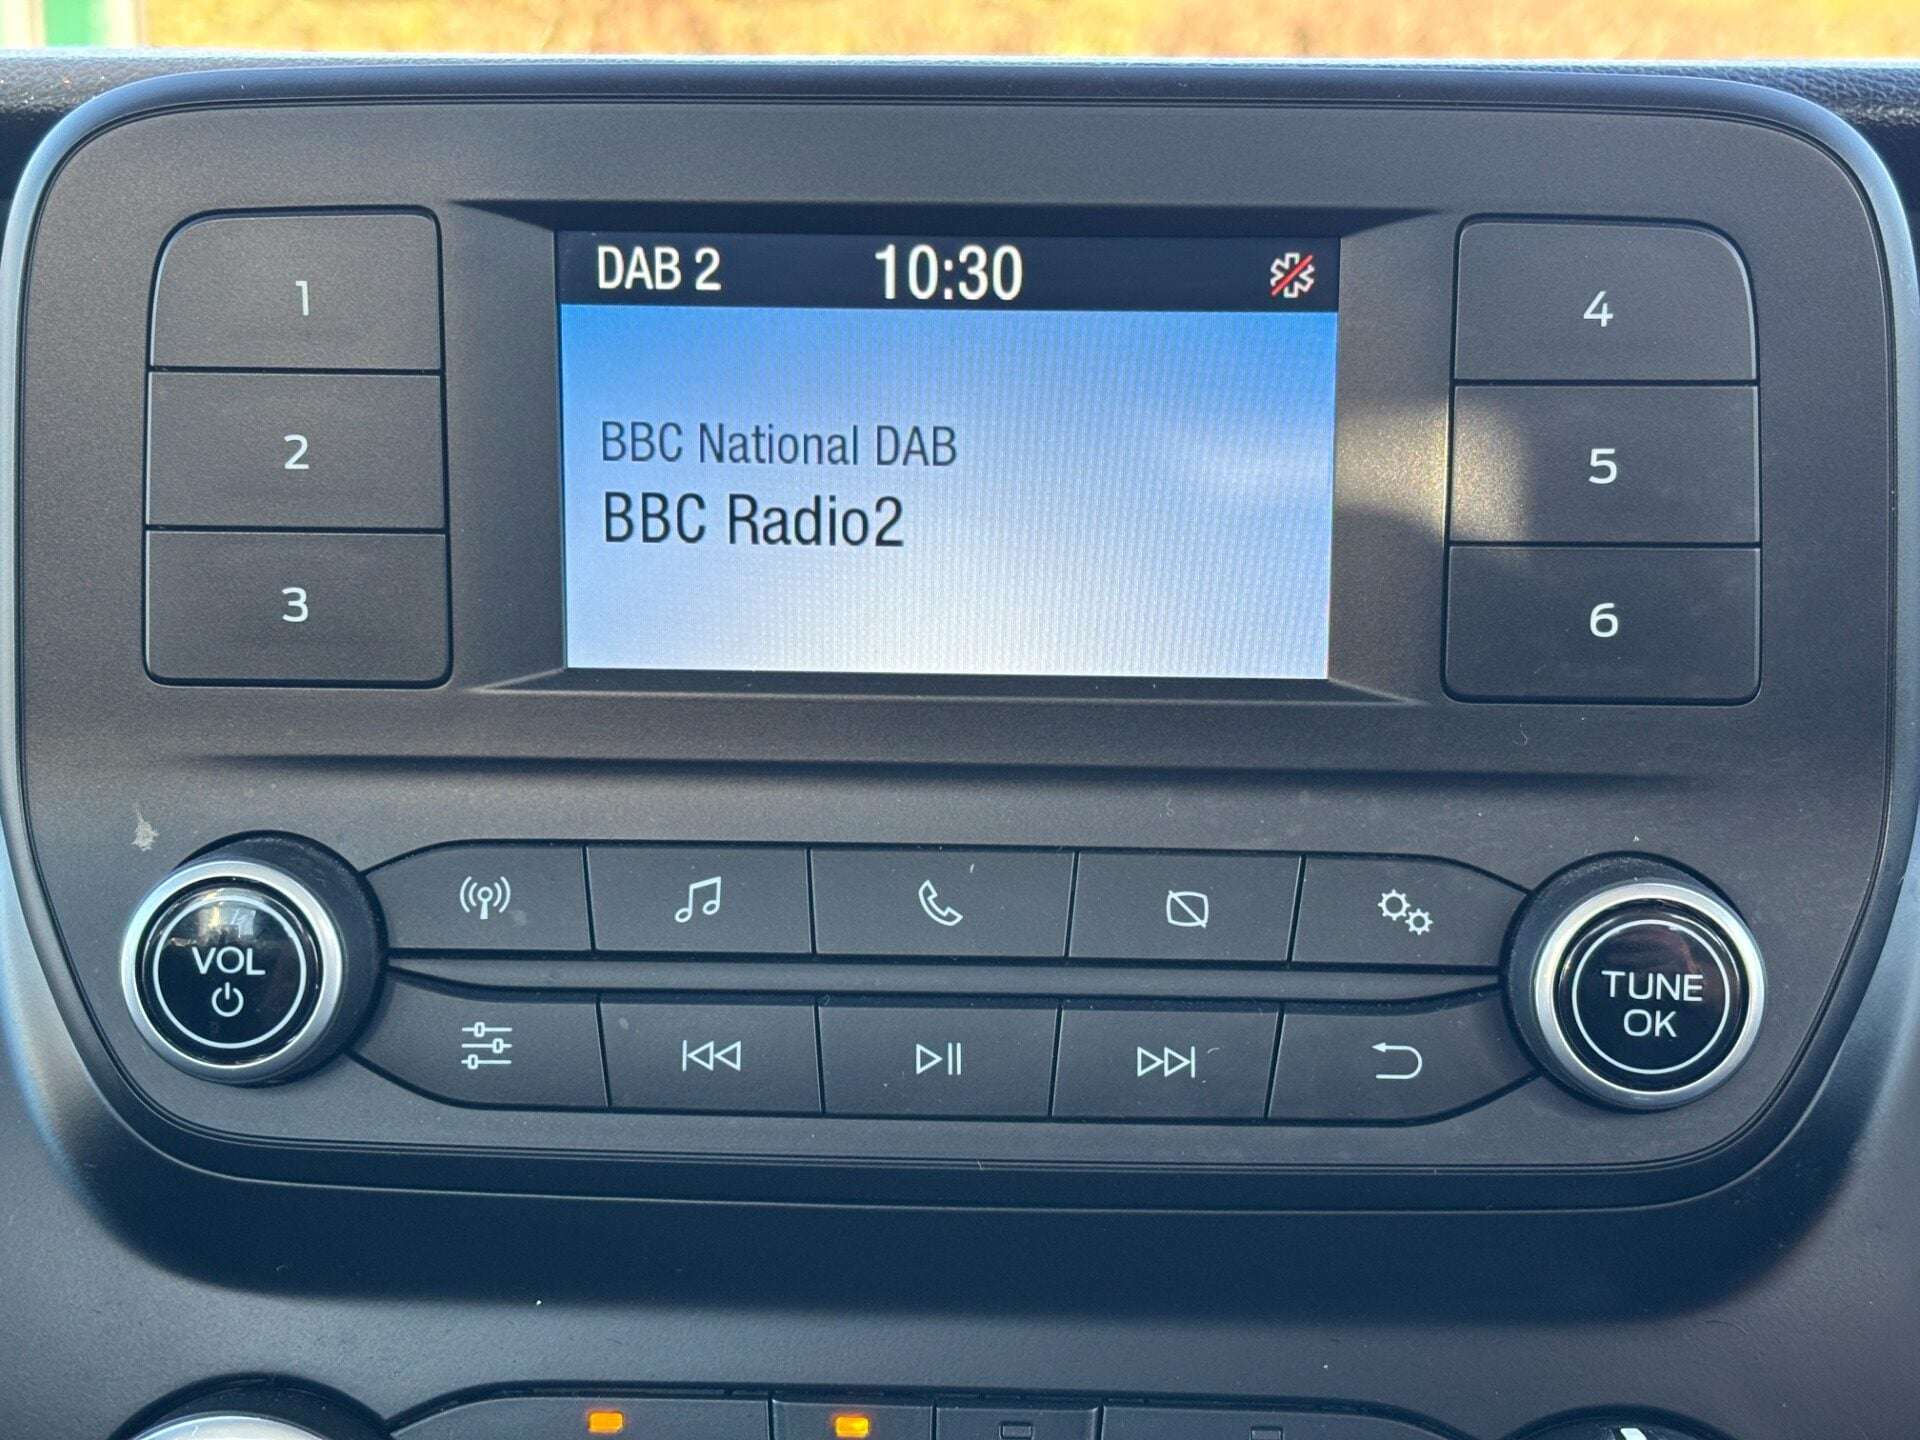 DAB 2 10:30
BBC National DAB
BBC Radio2
1
2
3
4
5
6
VOL
TUNE
OK